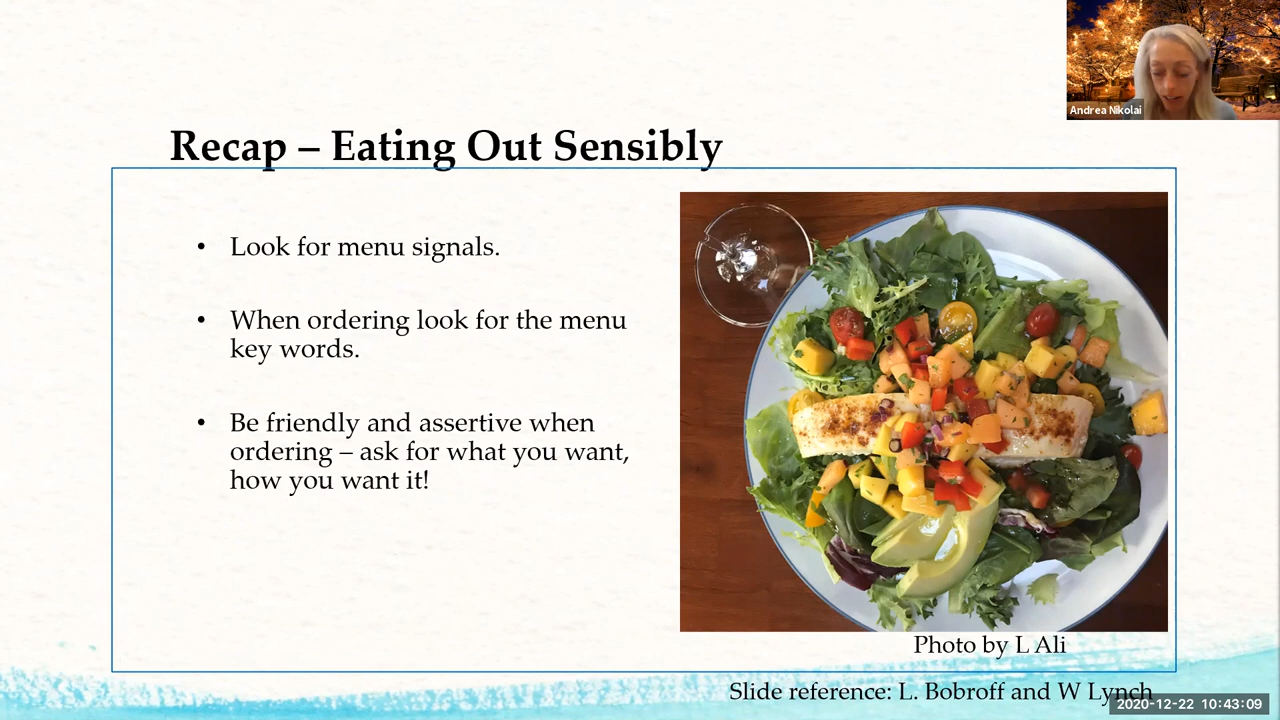 Andrea Nikolai
Recap – Eating Out Sensibly
• Look for menu signals.
• When ordering look for the menu
key words.
• Be friendly and assertive when
ordering – ask for what you want,
how you want it!
Photo by L Ali
Slide reference: L. Bobroff and W Lynch
2020-12-22 10:43:09